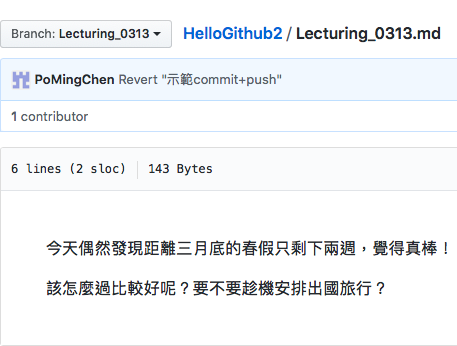 Branch: Lecturing_0313
HelloGithub2 / Lecturing_0313.md
PoMingChen Revert "示範commit+push"
1 contributor
6 lines (2 sloc) 143 Bytes
今天偶然發現距離三月底的春假只剩下兩週，覺得真棒！
該怎麼過比較好呢？要不要趁機安排出國旅行？